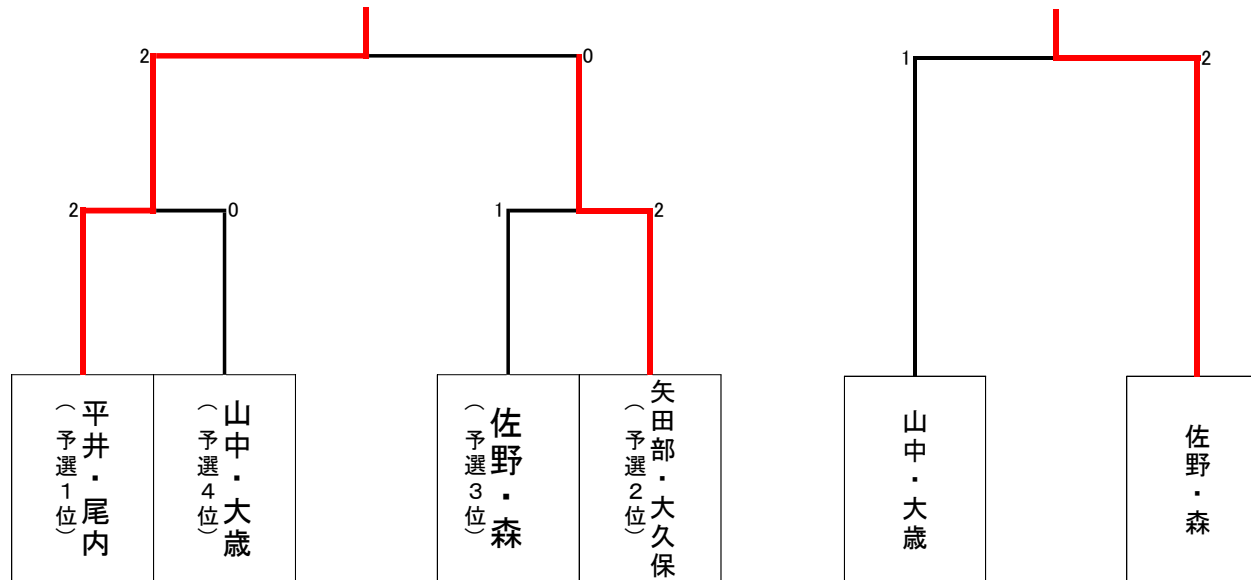 2
0
1
2
2
0
1
2
平井・尾内
（予選１位）
山中・大歳
（予選４位）
佐野・森
（予選３位）
矢田部・大久保
（予選２位）
山中・大歳
佐野・森